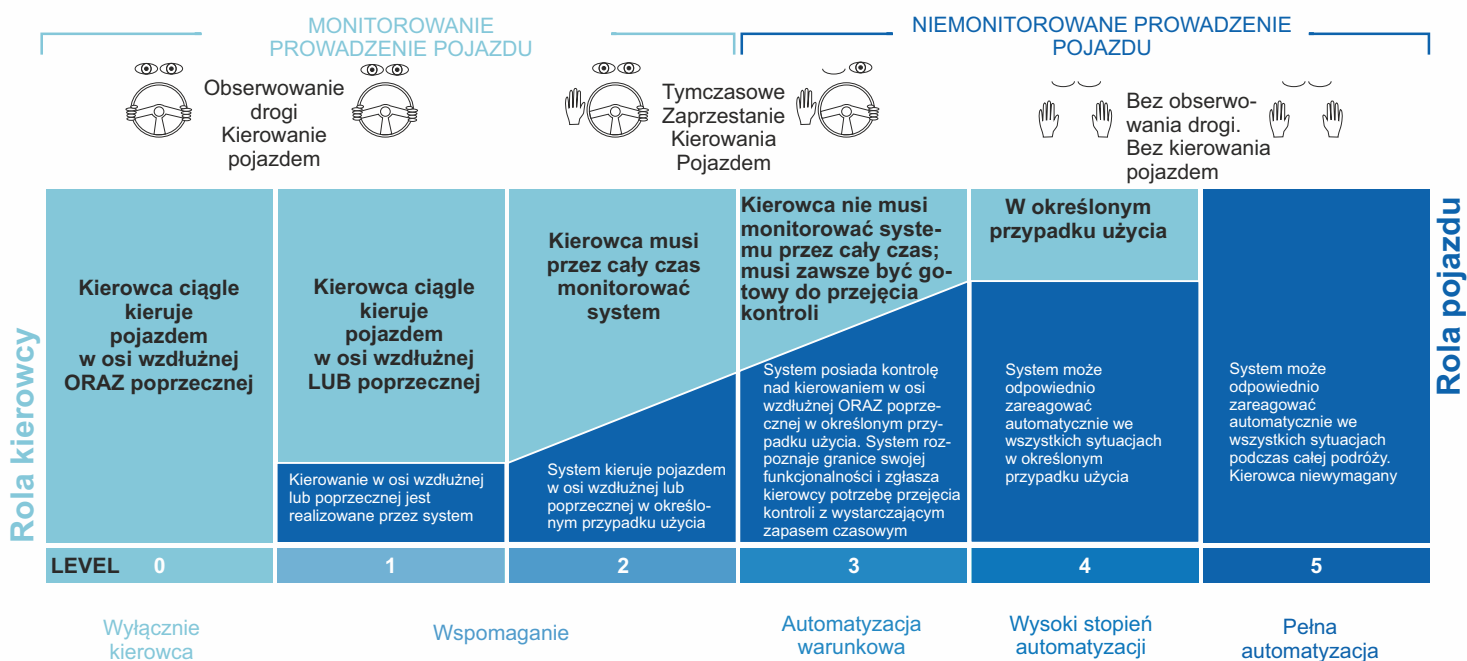 MONITOROWANIE
PROWADZENIE POJAZDU
NIEMONITOROWANE PROWADZENIE
POJAZDU
Obserwowanie
drogi
Kierowanie
pojazdem
Tymczasowe
Zaprzestanie
Kierowania
Pojazdem
Bez obserwo-
wania drogi.
Bez kierowania
pojazdem
Rola kierowcy
Kierowca ciągle
kieruje
pojazdem
w osi wzdłużnej
ORAZ poprzecznej
Kierowca ciągle
kieruje
pojazdem
w osi wzdłużnej
LUB poprzecznej
Kierowanie w osi wzdłużnej
lub poprzecznej jest
realizowane przez system
Kierowca musi
przez cały czas
monitorować
system
System kieruje pojazdem
w osi wzdłużnej lub
poprzecznej w określo-
nym przypadku użycia
Kierowca nie musi
monitorować syste-
mu przez cały czas;
musi zawsze być go-
towy do przejęcia
kontroli
System posiada kontrolę
nad kierowaniem w osi
wzdłużnej ORAZ poprze-
cznej w określonym przy-
padku użycia. System roz-
poznaje granice swojej
funkcjonalności i zgłasza
kierowcy potrzebę przejęcia
kontroli z wystarczającym
zapasem czasowym
W określonym
przypadku użycia
System może
odpowiednio
zareagować
automatycznie we
wszystkich sytuacjach
w określonym
przypadku użycia
System może
odpowiednio
zareagować
automatycznie we
wszystkich sytuacjach
podczas całej podróży.
Kierowca niewymagany
Rola pojazdu
LEVEL 0 1 2 3 4 5
Wyłącznie
kierowca
Wspomaganie
Automatyzacja
warunkowa
Wysoki stopień
automatyzacji
Pełna
automatyzacja